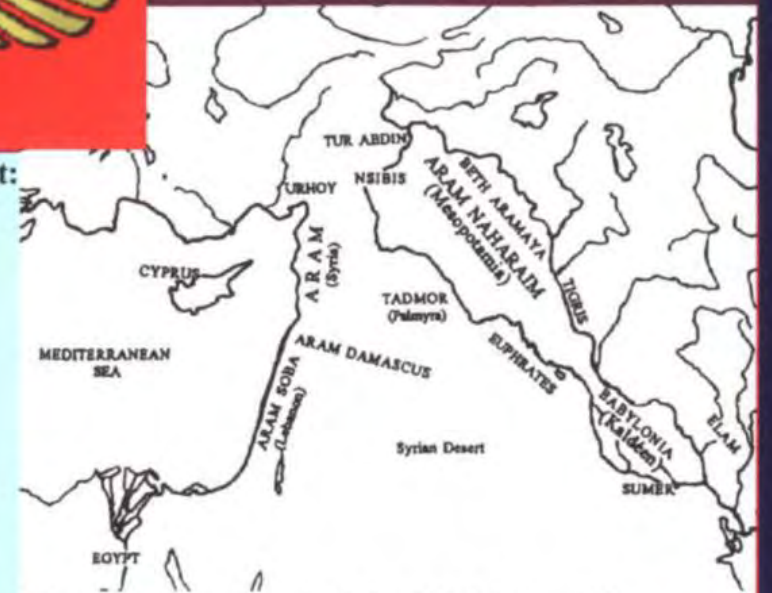 t:
TUR ABDIN
URHOY
NSIBIS
BETH ARAMAYA
ARAM NAHARAIM
(Mesopotamia)
ARAM
(Syria)
CYPRUS
TIGRIS
TADMOR
(Palmyra)
MEDITERRANEAN
SEA
ARAM DAMASCUS
EUPHRATES
ARAM SOBA
(Lebanon)
BABYLONIA
(Kaldéen)
ELAM
Syrian Desert
SUMER
EGYPT